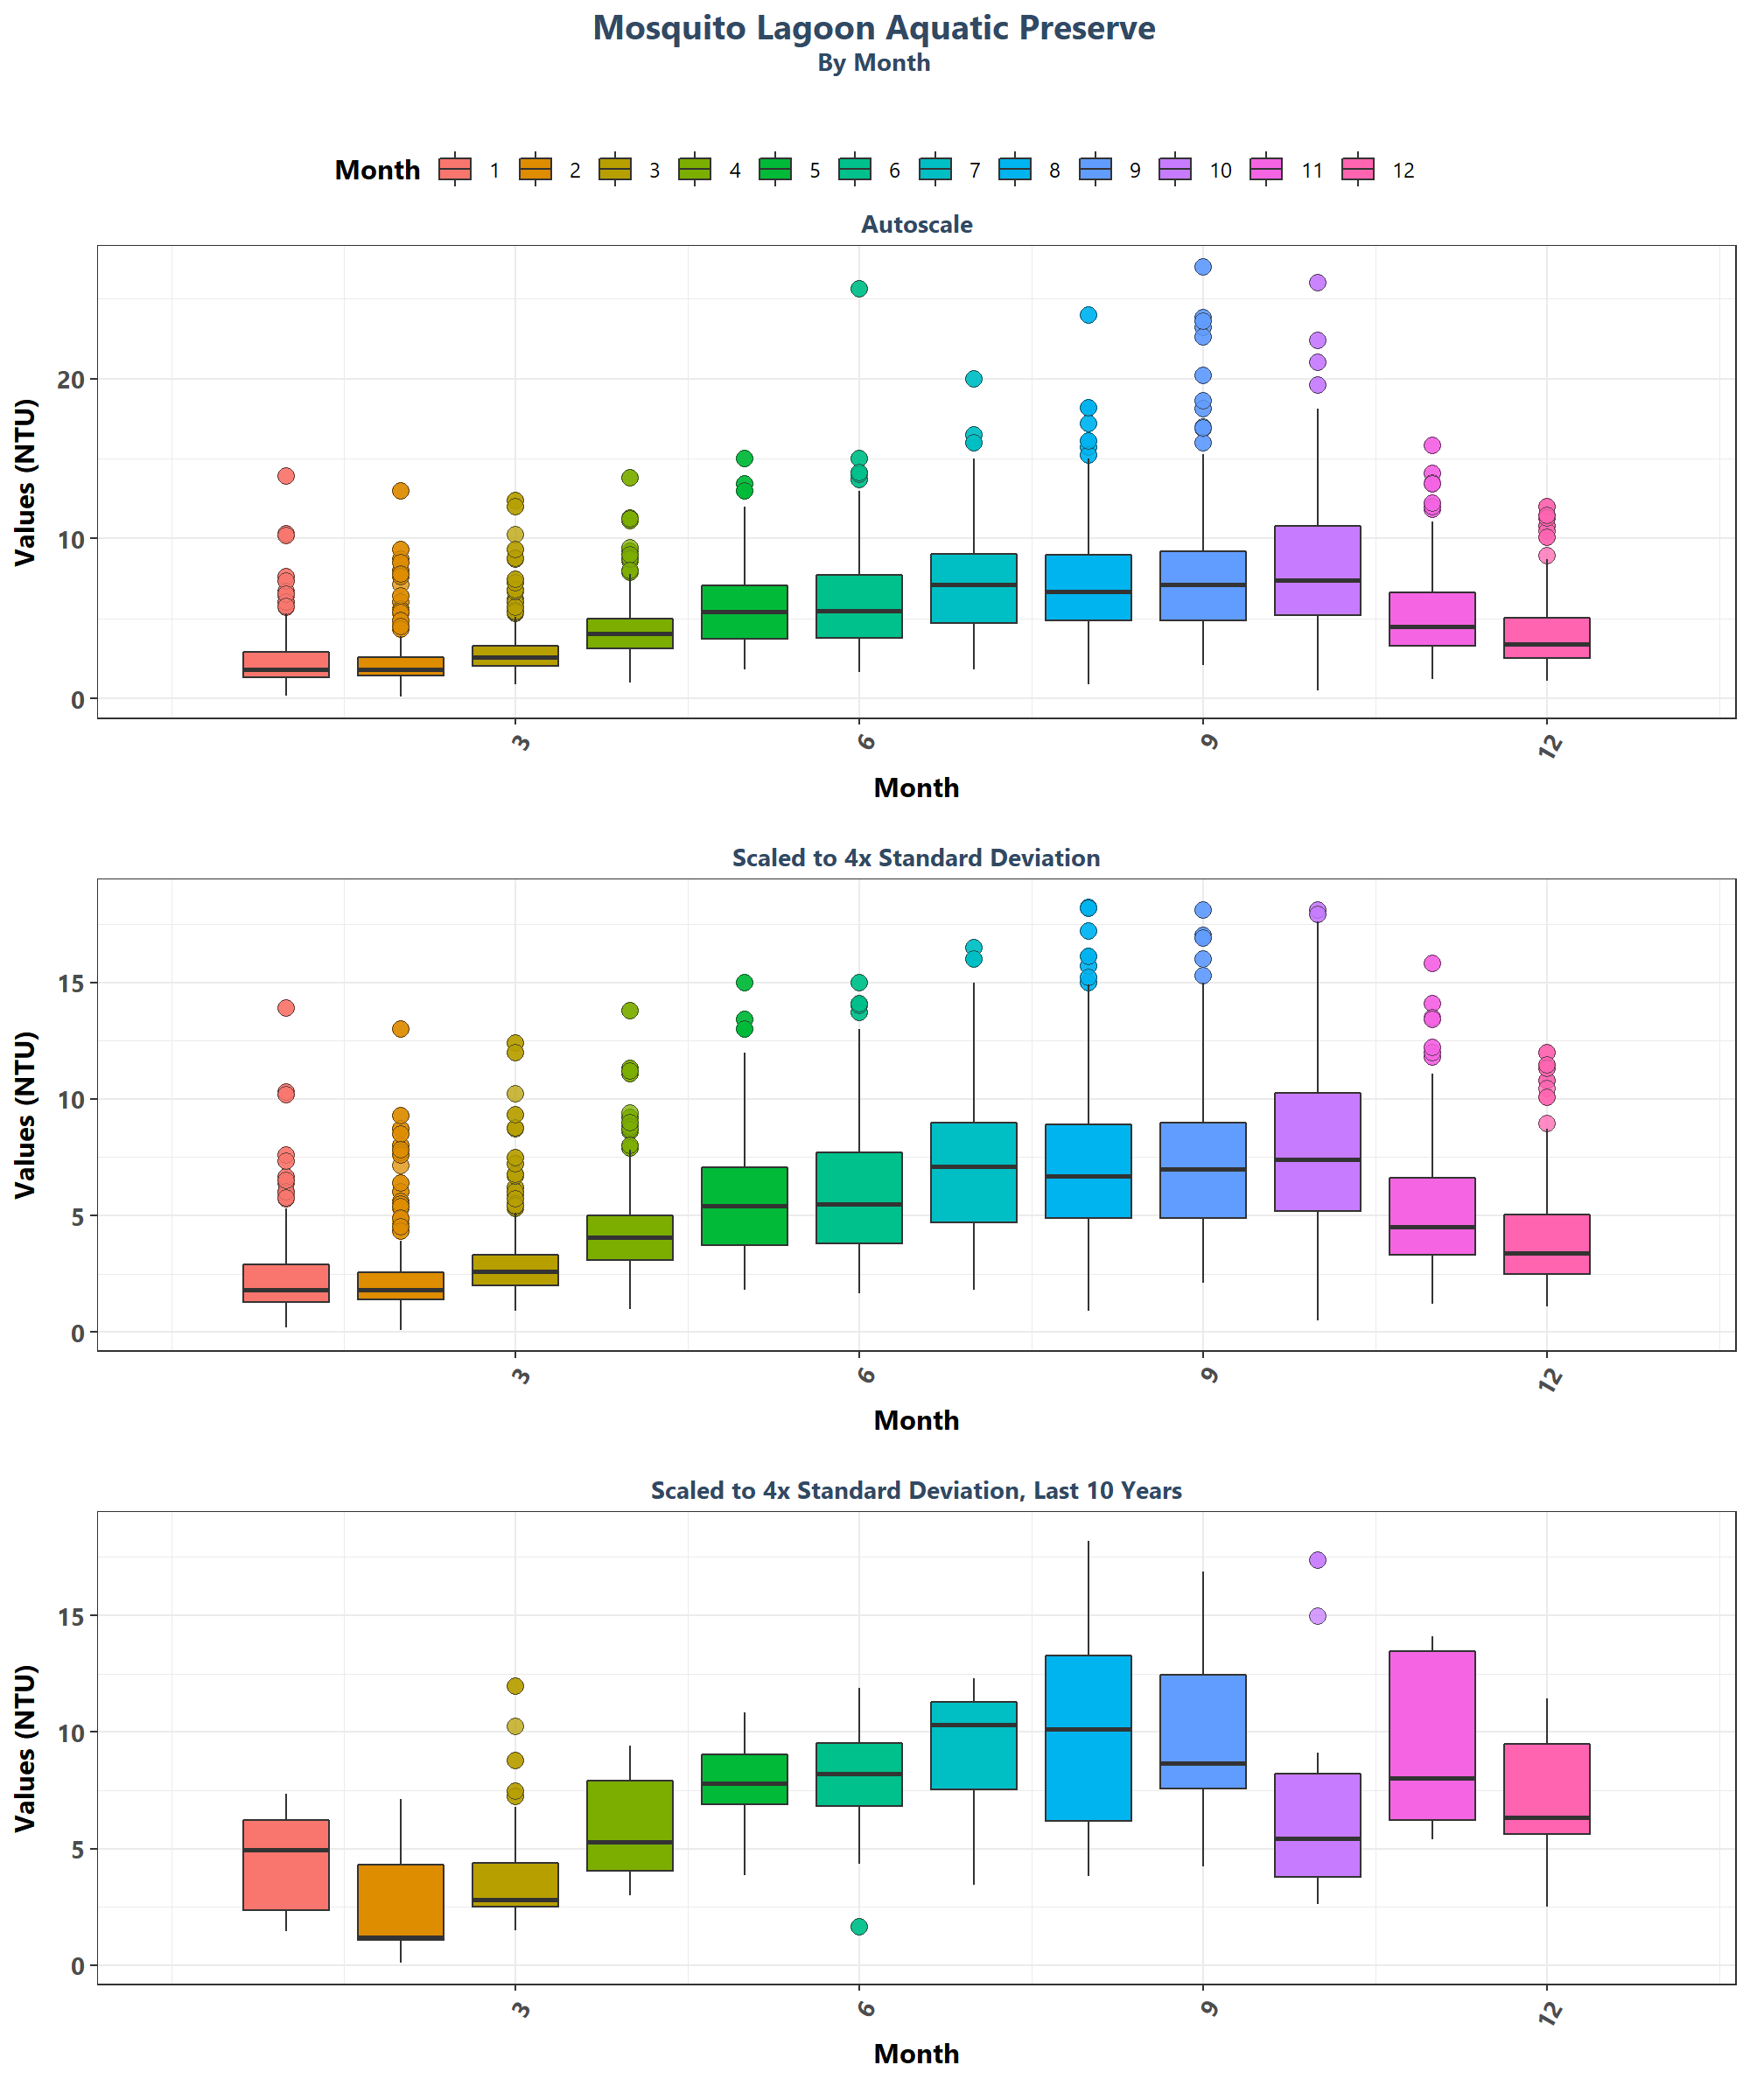 Mosquito Lagoon Aquatic Preserve
By Month
Month 1 2 3 4 5 6 7 8 9 10 11 12
Autoscale
Values (NTU)
20
10
0
3 6 9 12
Month
Scaled to 4x Standard Deviation
Values (NTU)
15
10
5
0
3 6 9 12
Month
Scaled to 4x Standard Deviation, Last 10 Years
Values (NTU)
15
10
5
0
3 6 9 12
Month